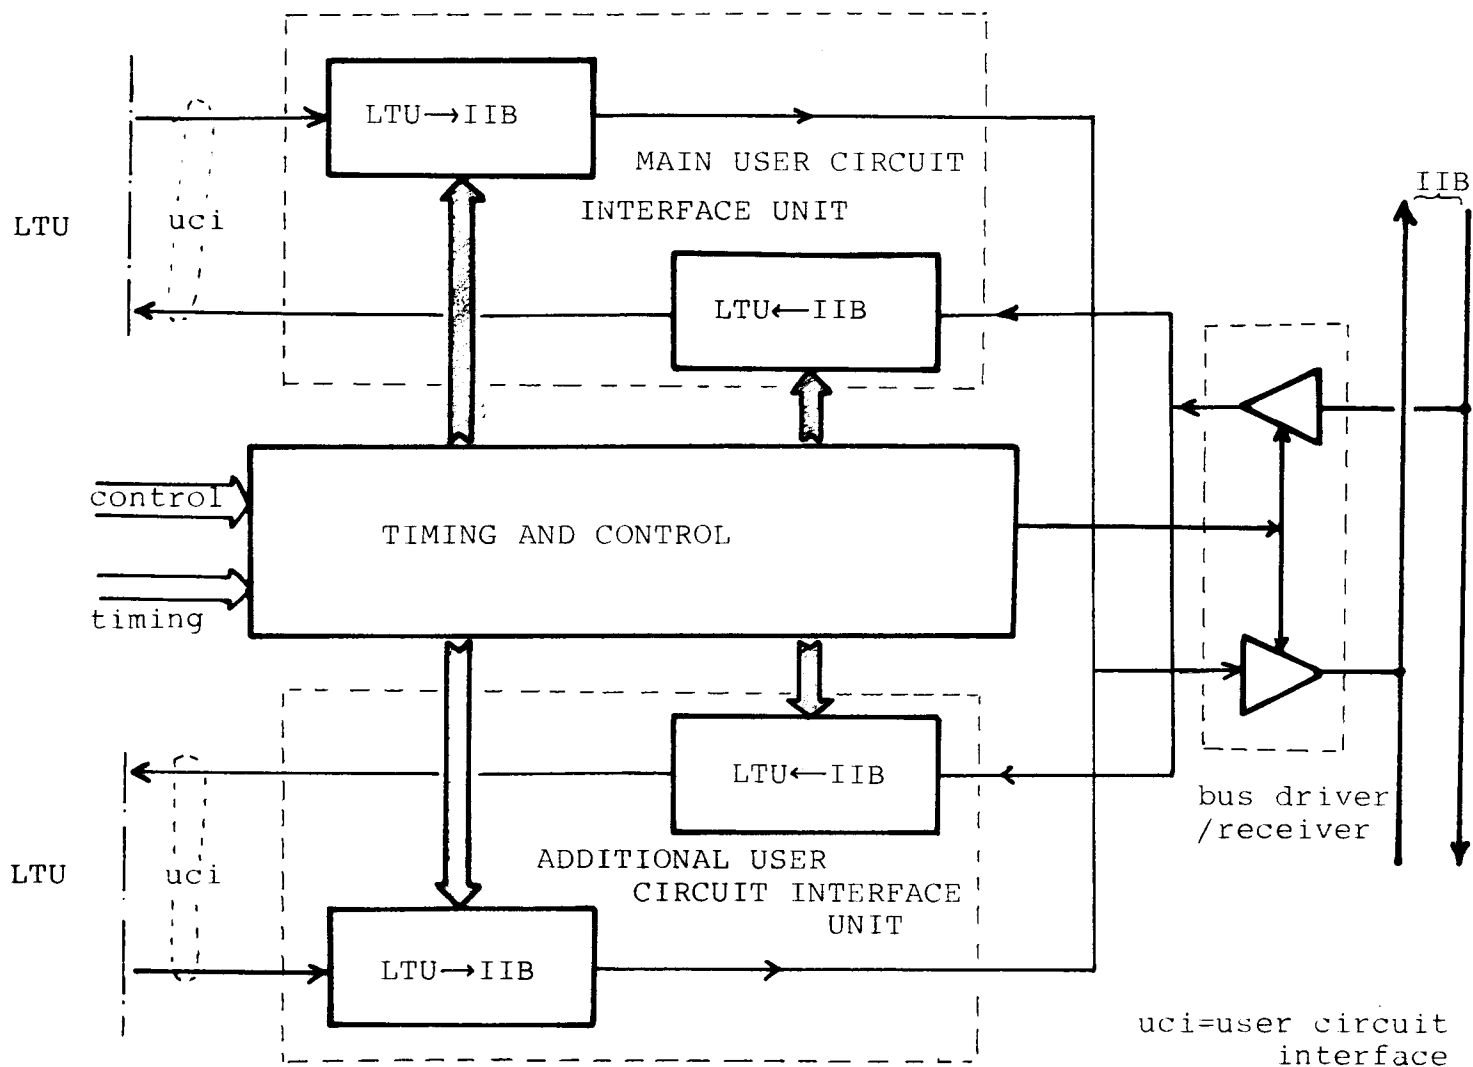 LTU→IIB
MAIN USER CIRCUIT
INTERFACE UNIT
IIB
LTU
uci
LTU←IIB
control
TIMING AND CONTROL
timing
LTU←IIB
bus driver
/receiver
LTU
uci
ADDITIONAL USER
CIRCUIT INTERFACE
UNIT
LTU→IIB
uci=user circuit
interface